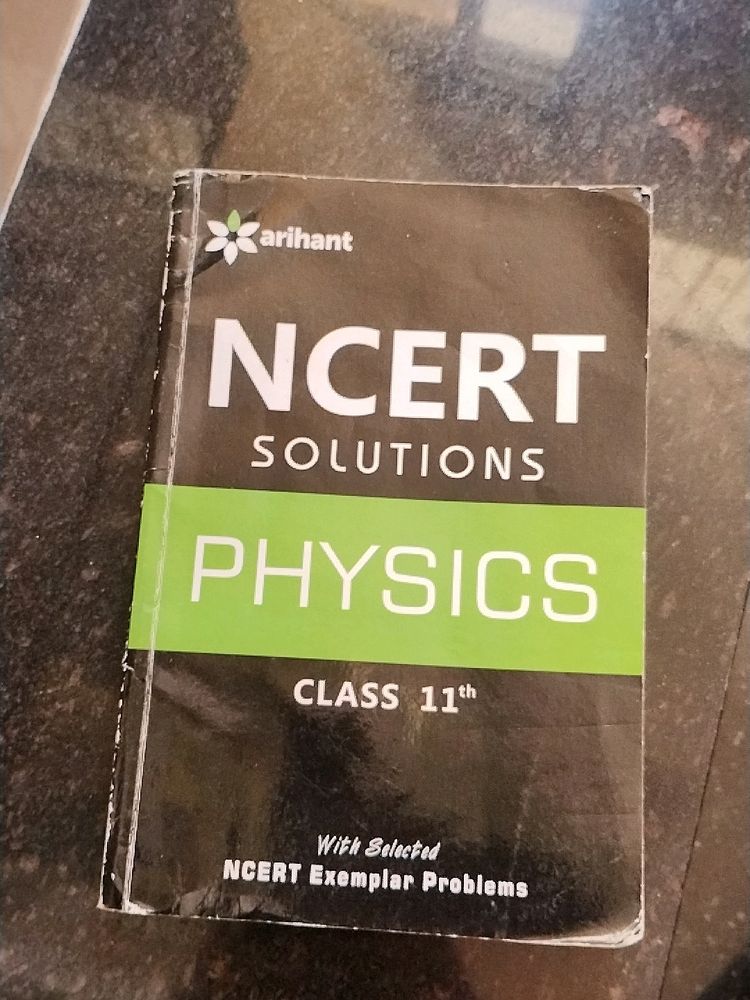 arihant
NCERT
SOLUTIONS
PHYSICS
CLASS 11th
With Selected
NCERT Exemplar Problems